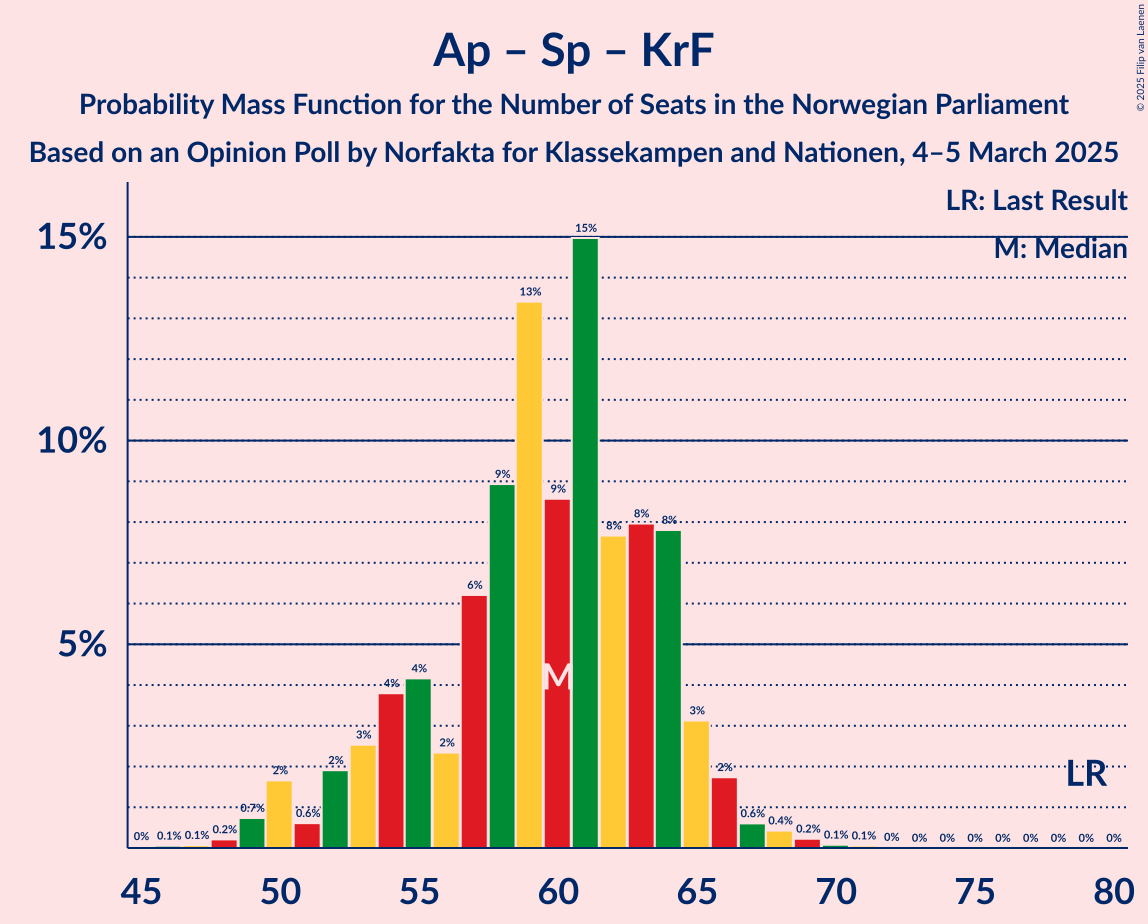 Ap – Sp – KrF
Probability Mass Function for the Number of Seats in the Norwegian Parliament
Based on an Opinion Poll by Norfakta for Klassekampen and Nationen, 4–5 March 2025
© 2025 Filip van Laenen
LR: Last Result
M: Median
15%
10%
5%
0% 0.1% 0.1% 0.2% 0.7% 2% 0.6% 2% 3% 4% 4% 2% 6% 9% 13% 9% 15% 8% 8% 8% 3% 2% 0.6% 0.4% 0.2% 0.1% 0.1% 0% 0% 0% 0% 0% 0% 0% 0% 0%
M
LR
45 50 55 60 65 70 75 80